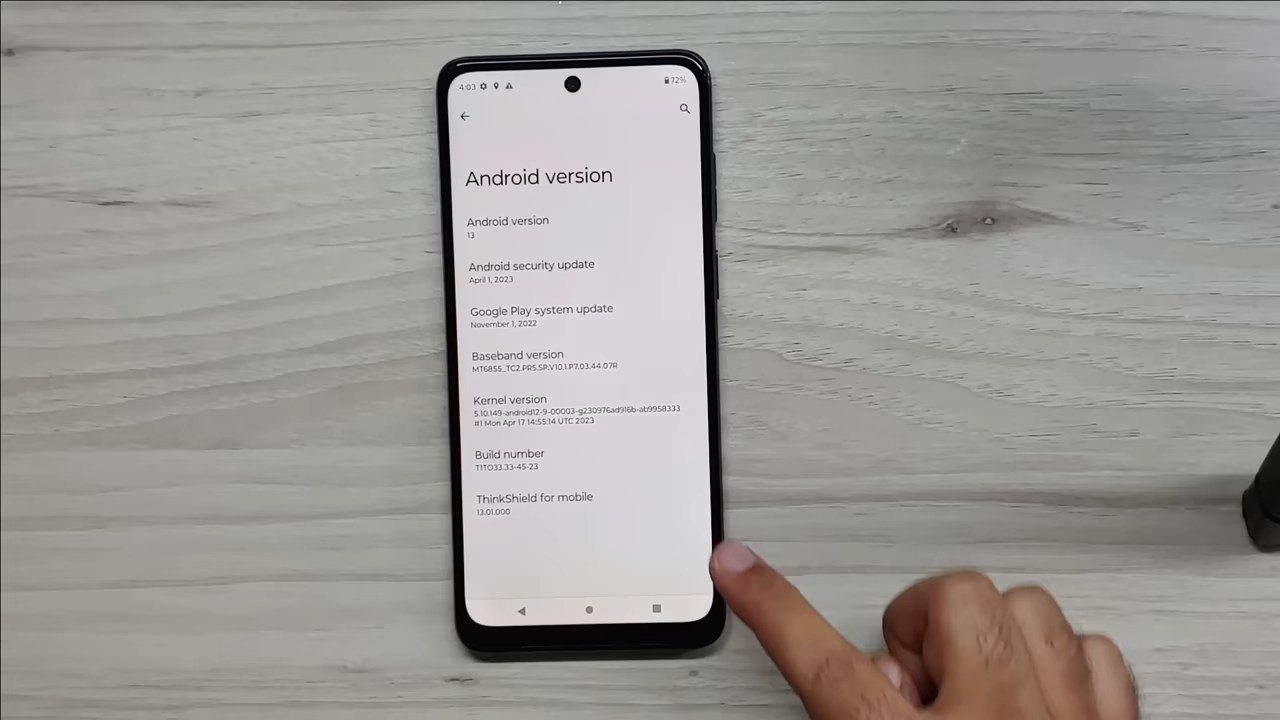 4:03 72%
Android version
Android version
13
Android security update
April 1, 2023
Google Play system update
November 1, 2022
Baseband version
MT6855_TC2.PR5.SP.V10.1.P7.03.44.07R
Kernel version
5.10.149-android12-9-00003-g230976ad916b-ab9958333
#1 Mon Apr 17 14:55:14 UTC 2023
Build number
T1TO33.33-45-23
ThinkShield for mobile
13.01.000